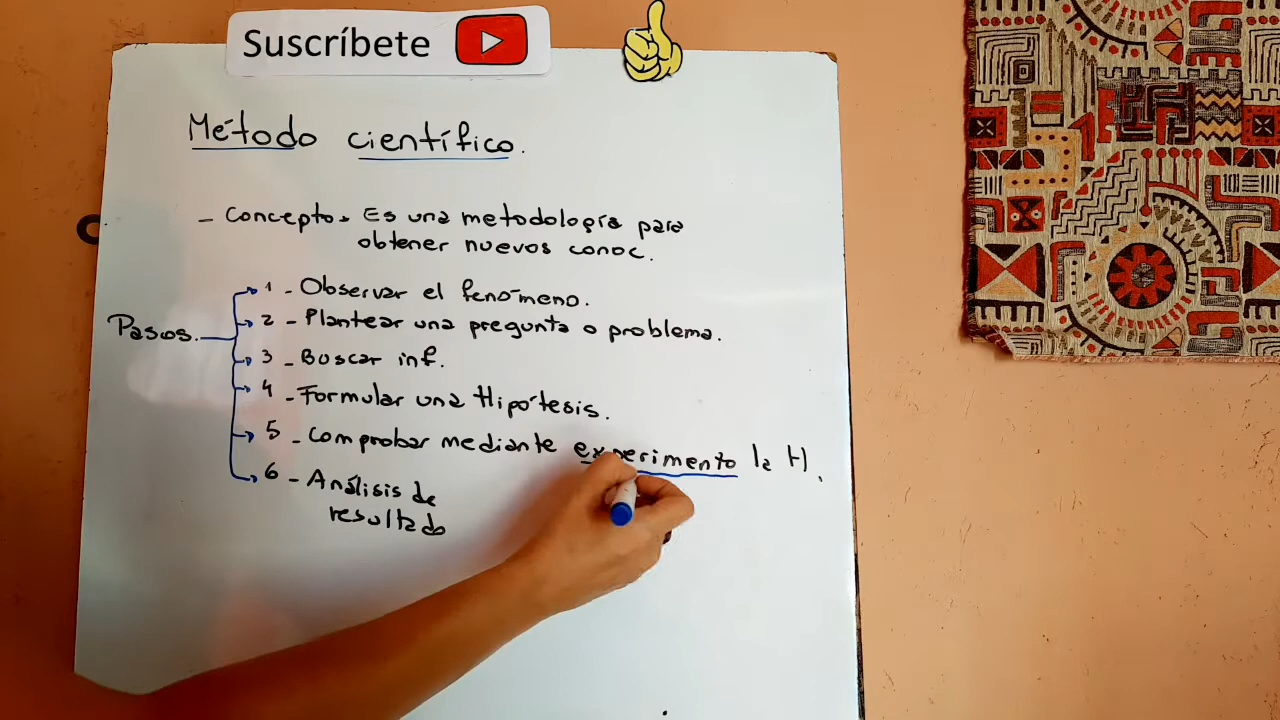 Suscríbete
Método científico.
- Concepto. Es una metodología para
obtener nuevos conoc.
Pasos.
1 - Observar el fenómeno.
2 - Plantear una pregunta o problema.
3 - Buscar inf.
4 - Formular una Hipótesis.
5 - Comprobar mediante experimento la H.
6 - Análisis de
resultado